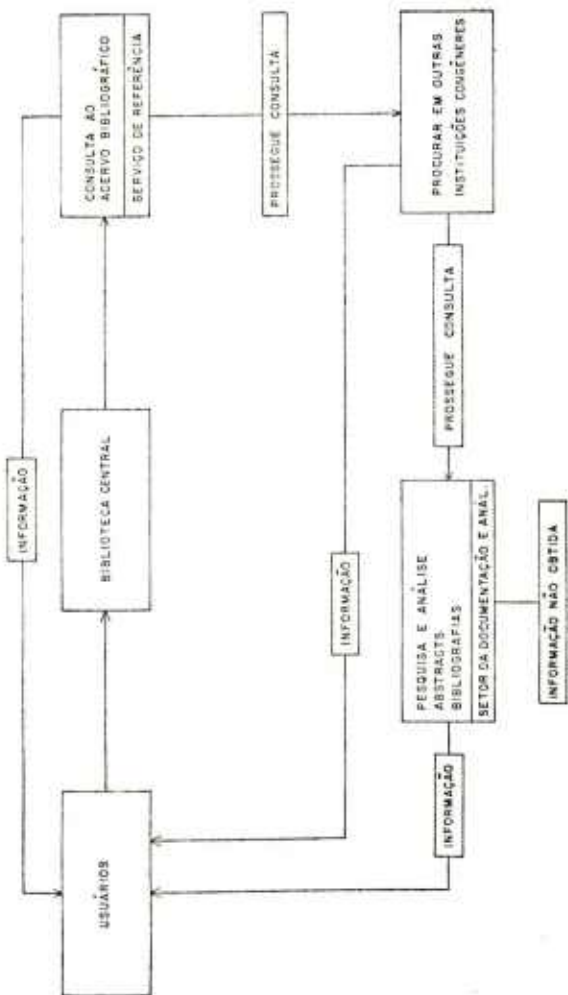 INFORMAÇÃO
USUÁRIOS
BIBLIOTECA CENTRAL
CONSULTA AO
ACERVO BIBLIOGRÁFICO
SERVIÇO DE REFERÊNCIA
PROSSEGUE CONSULTA
INFORMAÇÃO
PROCURAR EM OUTRAS
INSTITUIÇÕES CONGÊNERES
PROSSEGUE CONSULTA
PESQUISA E ANÁLISE
ABSTRACTS
BIBLIOGRAFIAS
SETOR DA DOCUMENTAÇÃO E ANAL.
INFORMAÇÃO
INFORMAÇÃO NÃO OBTIDA